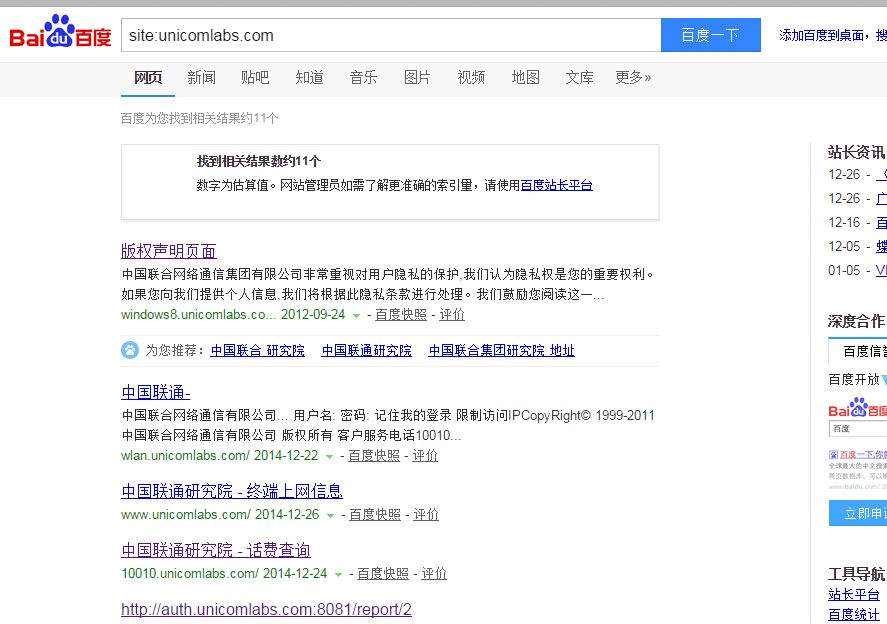 Bai du 百度
site:unicomlabs.com
百度一下
添加百度到桌面，搜
网页 新闻 贴吧 知道 音乐 图片 视频 地图 文库 更多»
百度为您找到相关结果约11个
找到相关结果数约11个
数字为估算值。网站管理员如需了解更准确的索引量，请使用百度站长平台
版权声明页面
中国联合网络通信集团有限公司非常重视对用户隐私的保护,我们认为隐私权是您的重要权利。
如果您向我们提供个人信息,我们将根据此隐私条款进行处理。我们鼓励您阅读这一...
windows8.unicomlabs.co... 2012-09-24 - 百度快照 - 评价
为您推荐： 中国联合 研究院 中国联通研究院 中国联合集团研究院 地址
中国联通-
中国联合网络通信有限公司... 用户名: 密码: 记住我的登录 限制访问IPCopyRight© 1999-2011
中国联合网络通信有限公司 版权所有 客户服务电话10010...
wlan.unicomlabs.com/ 2014-12-22 - 百度快照 - 评价
中国联通研究院 - 终端上网信息
www.unicomlabs.com/ 2014-12-26 - 百度快照 - 评价
中国联通研究院 - 话费查询
10010.unicomlabs.com/ 2014-12-24 - 百度快照 - 评价
http://auth.unicomlabs.com:8081/report/2
站长资讯
12-26 - 《
12-26 - 广
12-16 - 百
12-05 - 蝶
01-05 - VI
深度合作
百度信誉
百度开放
Bai du 百度
百度
百度一下,你就
全球最大的中文搜索
网页数据库，可以瞬
www.baidu.com/ 20
立即申请
工具导航
站长平台
百度统计